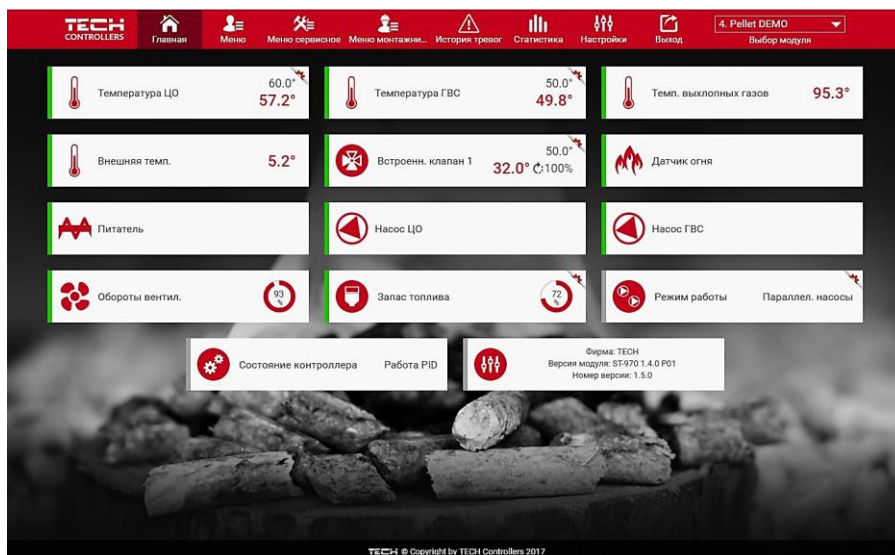 TECH
CONTROLLERS
Главная
Меню
Меню сервисное
Меню монтажни...
История тревог
Статистика
Настройки
Выход
4. Pellet DEMO
Выбор модуля
Температура ЦО
60.0°
57.2°
Температура ГВС
50.0°
49.8°
Темп. выхлопных газов
95.3°
Внешняя темп.
5.2°
Встроенн. клапан 1
50.0°
32.0° 100%
Датчик огня
Питатель
Насос ЦО
Насос ГВС
Обороты вентил.
93
%
Запас топлива
72
%
Режим работы
Параллел. насосы
Состояние контроллера
Работа PID
Фирма: TECH
Версия модуля: ST-970 1.4.0 P01
Номер версии: 1.5.0
TECH © Copyright by TECH Controllers 2017